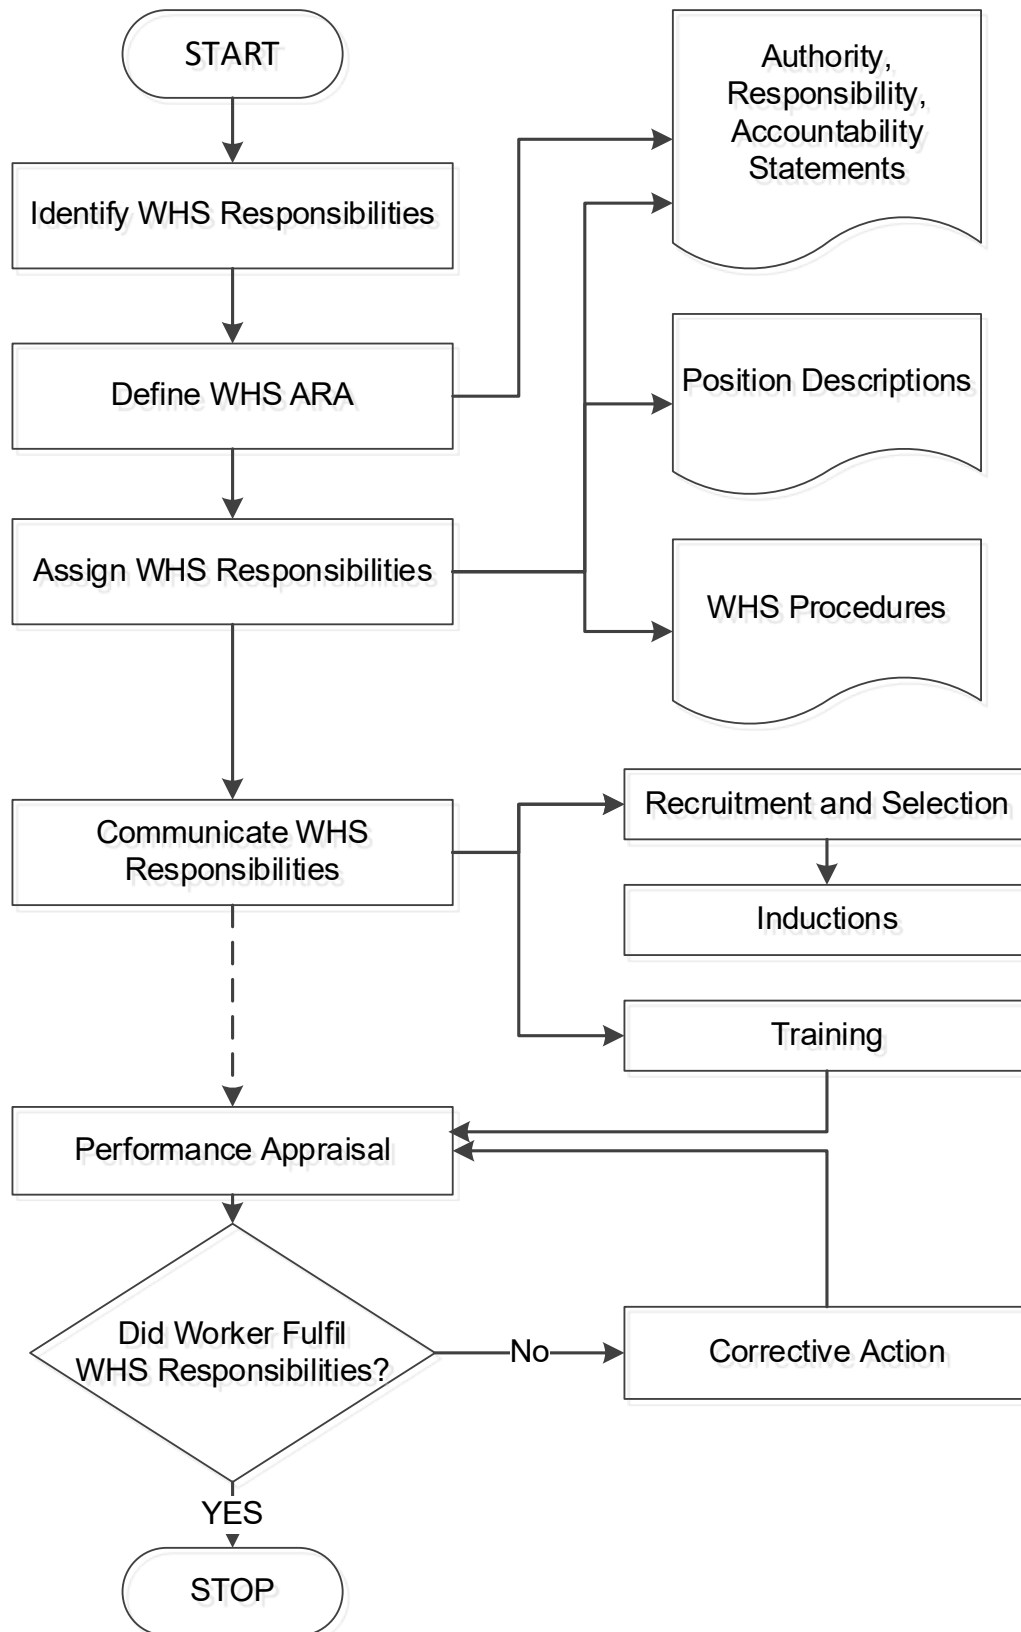 START
Identify WHS Responsibilities
Define WHS ARA
Assign WHS Responsibilities
Authority,
Responsibility,
Accountability
Statements
Position Descriptions
WHS Procedures
Communicate WHS
Responsibilities
Recruitment and Selection
Inductions
Training
Performance Appraisal
Did Worker Fulfil
WHS Responsibilities?
No
Corrective Action
YES
STOP